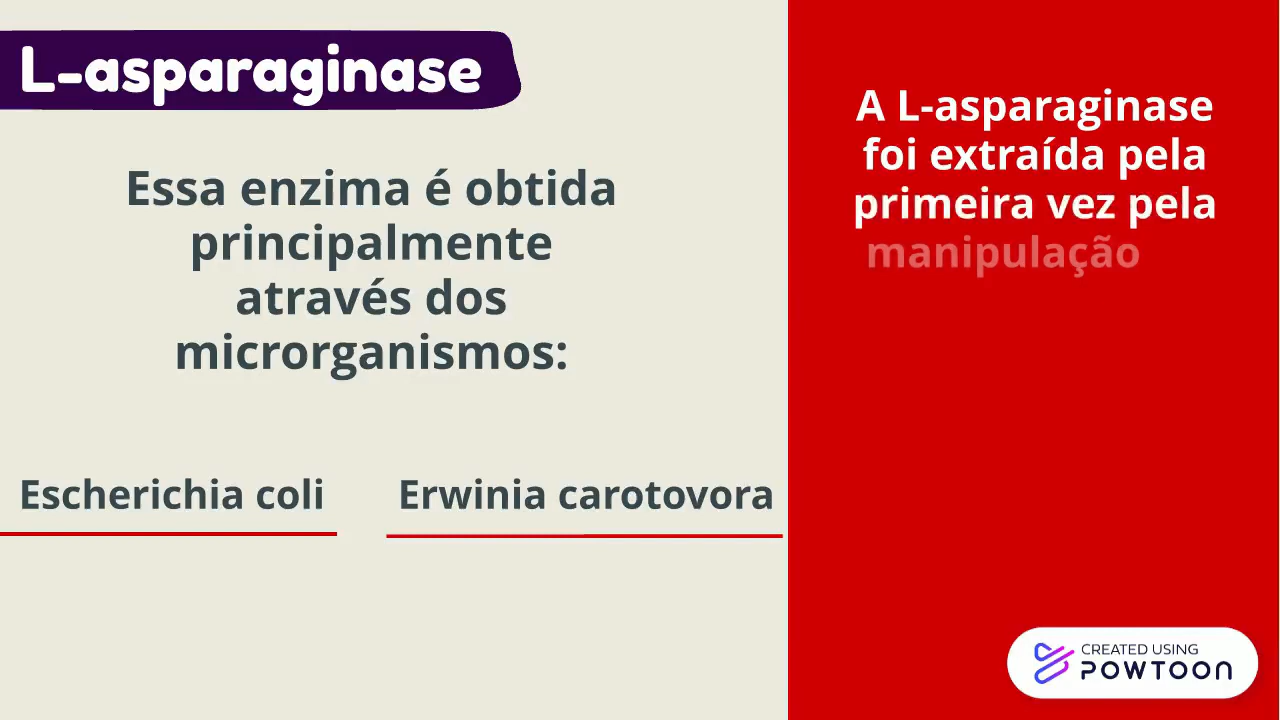 L-asparaginase
Essa enzima é obtida
principalmente
através dos
microrganismos:
Escherichia coli
Erwinia carotovora
A L-asparaginase
foi extraída pela
primeira vez pela
manipulação
CREATED USING
POWTOON